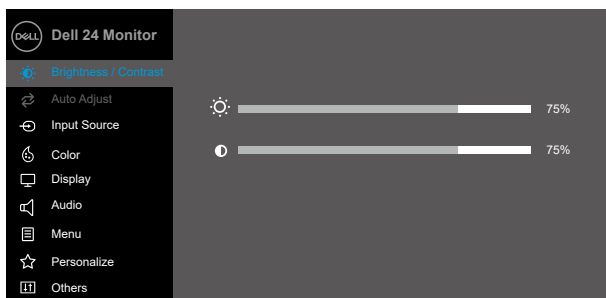 DELL
Dell 24 Monitor
Brightness / Contrast
Auto Adjust
75%
Input Source
Color
75%
Display
Audio
Menu
Personalize
Others